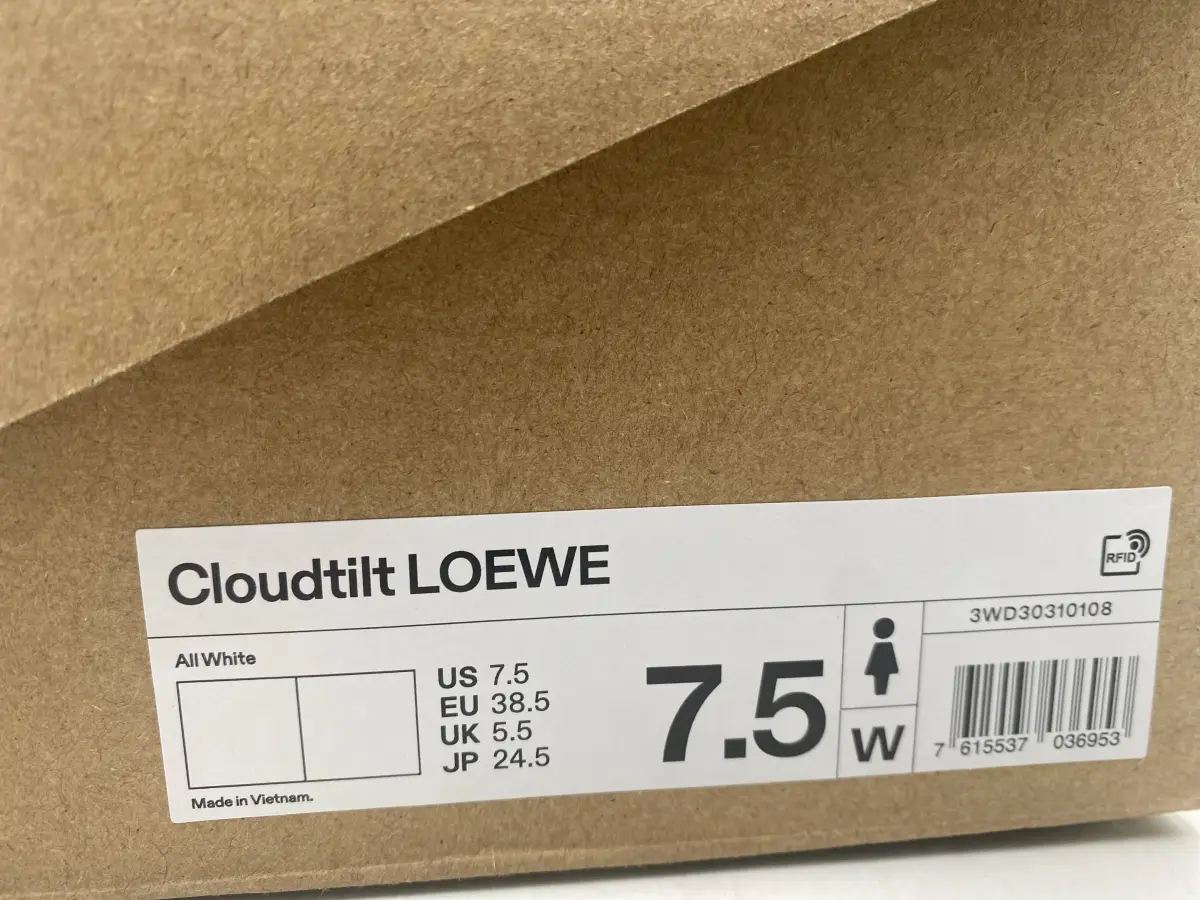 Cloudtilt LOEWE
RFID
3WD30310108
All White
US 7.5
EU 38.5
UK 5.5
JP 24.5
7.5
W
7 615537 036953
Made in Vietnam.